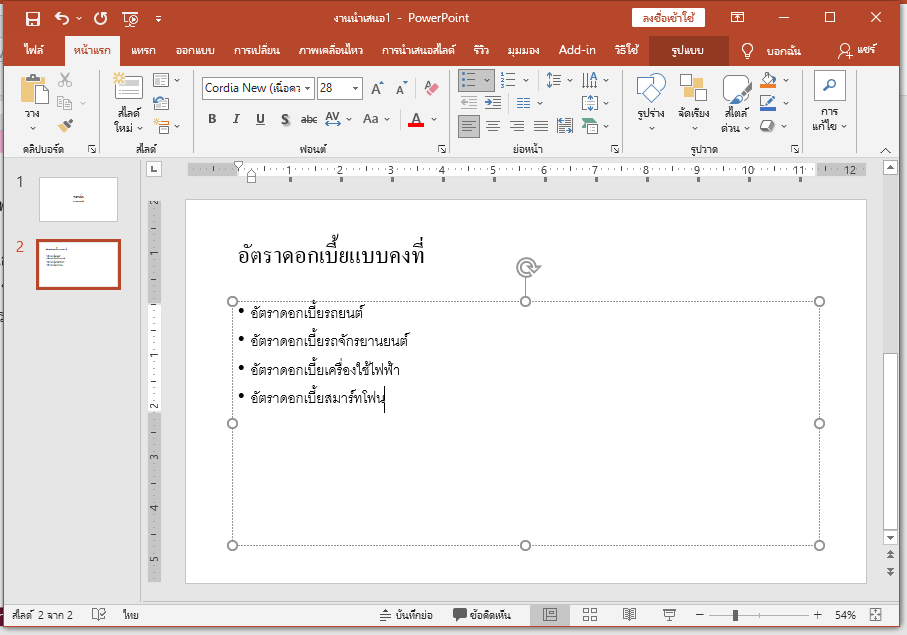 งานนำเสนอ1 - PowerPoint
ลงชื่อเข้าใช้
ไฟล์ หน้าแรก แทรก ออกแบบ การเปลี่ยน ภาพเคลื่อนไหว การนำเสนอสไลด์ รีวิว มุมมอง Add-in วิธีใช้ รูปแบบ บอกฉัน แชร์
Cordia New (เนื้อคว 28
วาง
สไลด์ใหม่
B I U S abc AV Aa A
รูปร่าง จัดเรียง สไตล์ด่วน
การแก้ไข
คลิปบอร์ด สไลด์ ฟอนต์ ย่อหน้า รูปวาด
1 2 3 4 5 6 7 8 9 10 11 12
1
2
อัตราดอกเบี้ยแบบคงที่
• อัตราดอกเบี้ยรถยนต์
• อัตราดอกเบี้ยรถจักรยานยนต์
• อัตราดอกเบี้ยเครื่องใช้ไฟฟ้า
• อัตราดอกเบี้ยสมาร์ทโฟน
สไลด์ 2 จาก 2 ไทย บันทึกย่อ ข้อคิดเห็น 54%